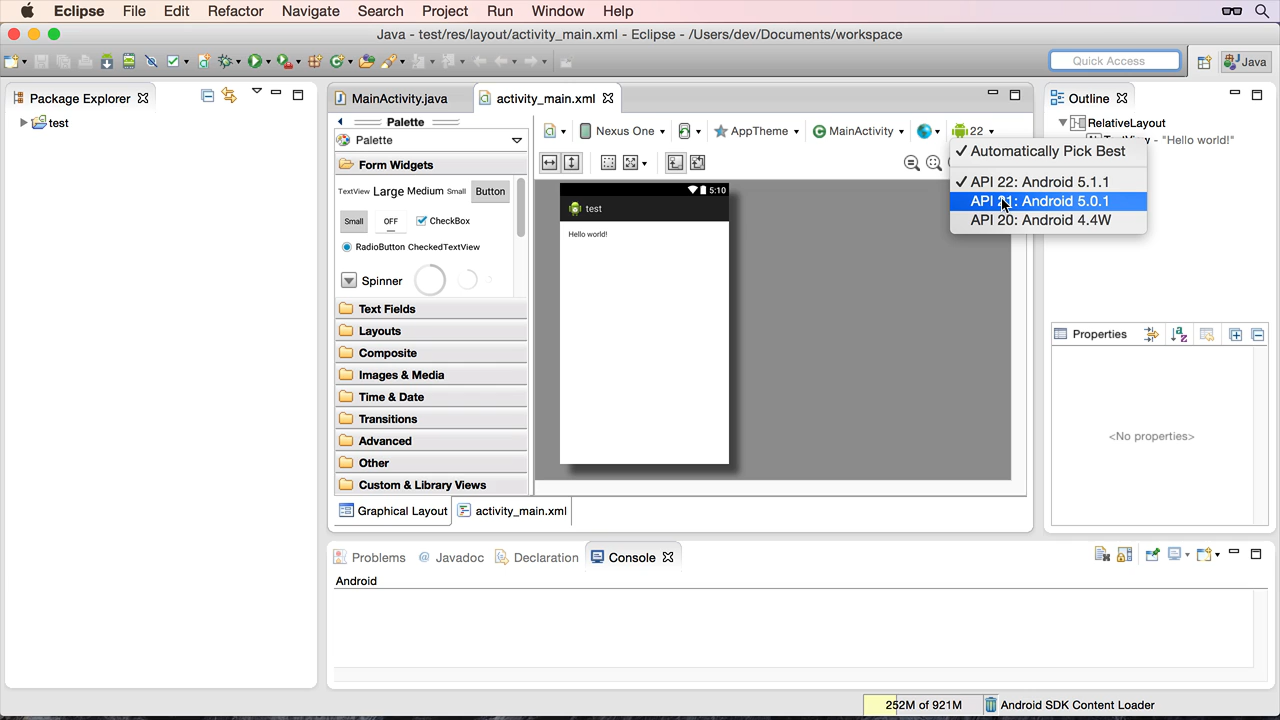 Eclipse File Edit Refactor Navigate Search Project Run Window Help
Java - test/res/layout/activity_main.xml - Eclipse - /Users/dev/Documents/workspace
Quick Access
Java
Package Explorer
test
MainActivity.java
activity_main.xml
Palette
Palette
Form Widgets
TextView Large Medium Small Button
Small OFF CheckBox
RadioButton CheckedTextView
Spinner
Text Fields
Layouts
Composite
Images & Media
Time & Date
Transitions
Advanced
Other
Custom & Library Views
Nexus One AppTheme MainActivity 22
5:10
test
Hello world!
Automatically Pick Best
API 22: Android 5.1.1
API 21: Android 5.0.1
API 20: Android 4.4W
Outline
RelativeLayout
- "Hello world!"
Properties
<No properties>
Graphical Layout activity_main.xml
Problems Javadoc Declaration Console
Android
252M of 921M
Android SDK Content Loader